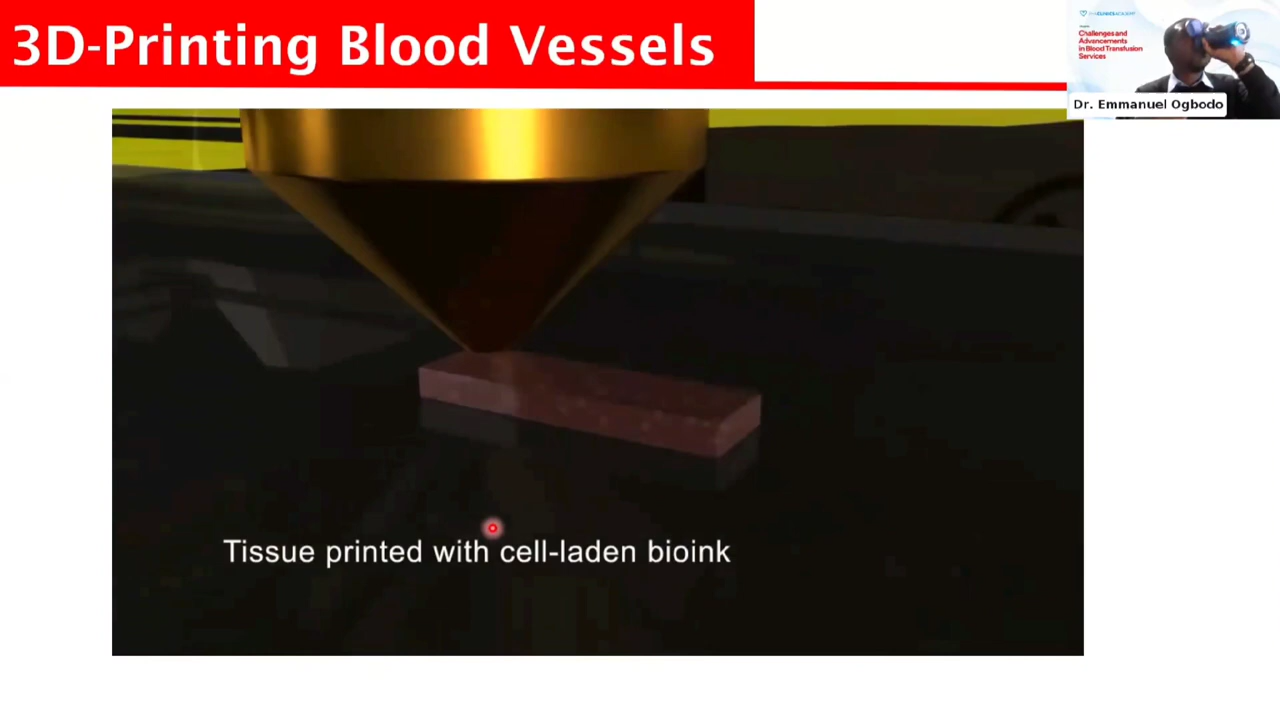 3D-Printing Blood Vessels
Challenges and
Advancements
in Blood Transfusion
Services
Dr. Emmanuel Ogbodo
Tissue printed with cell-laden bioink